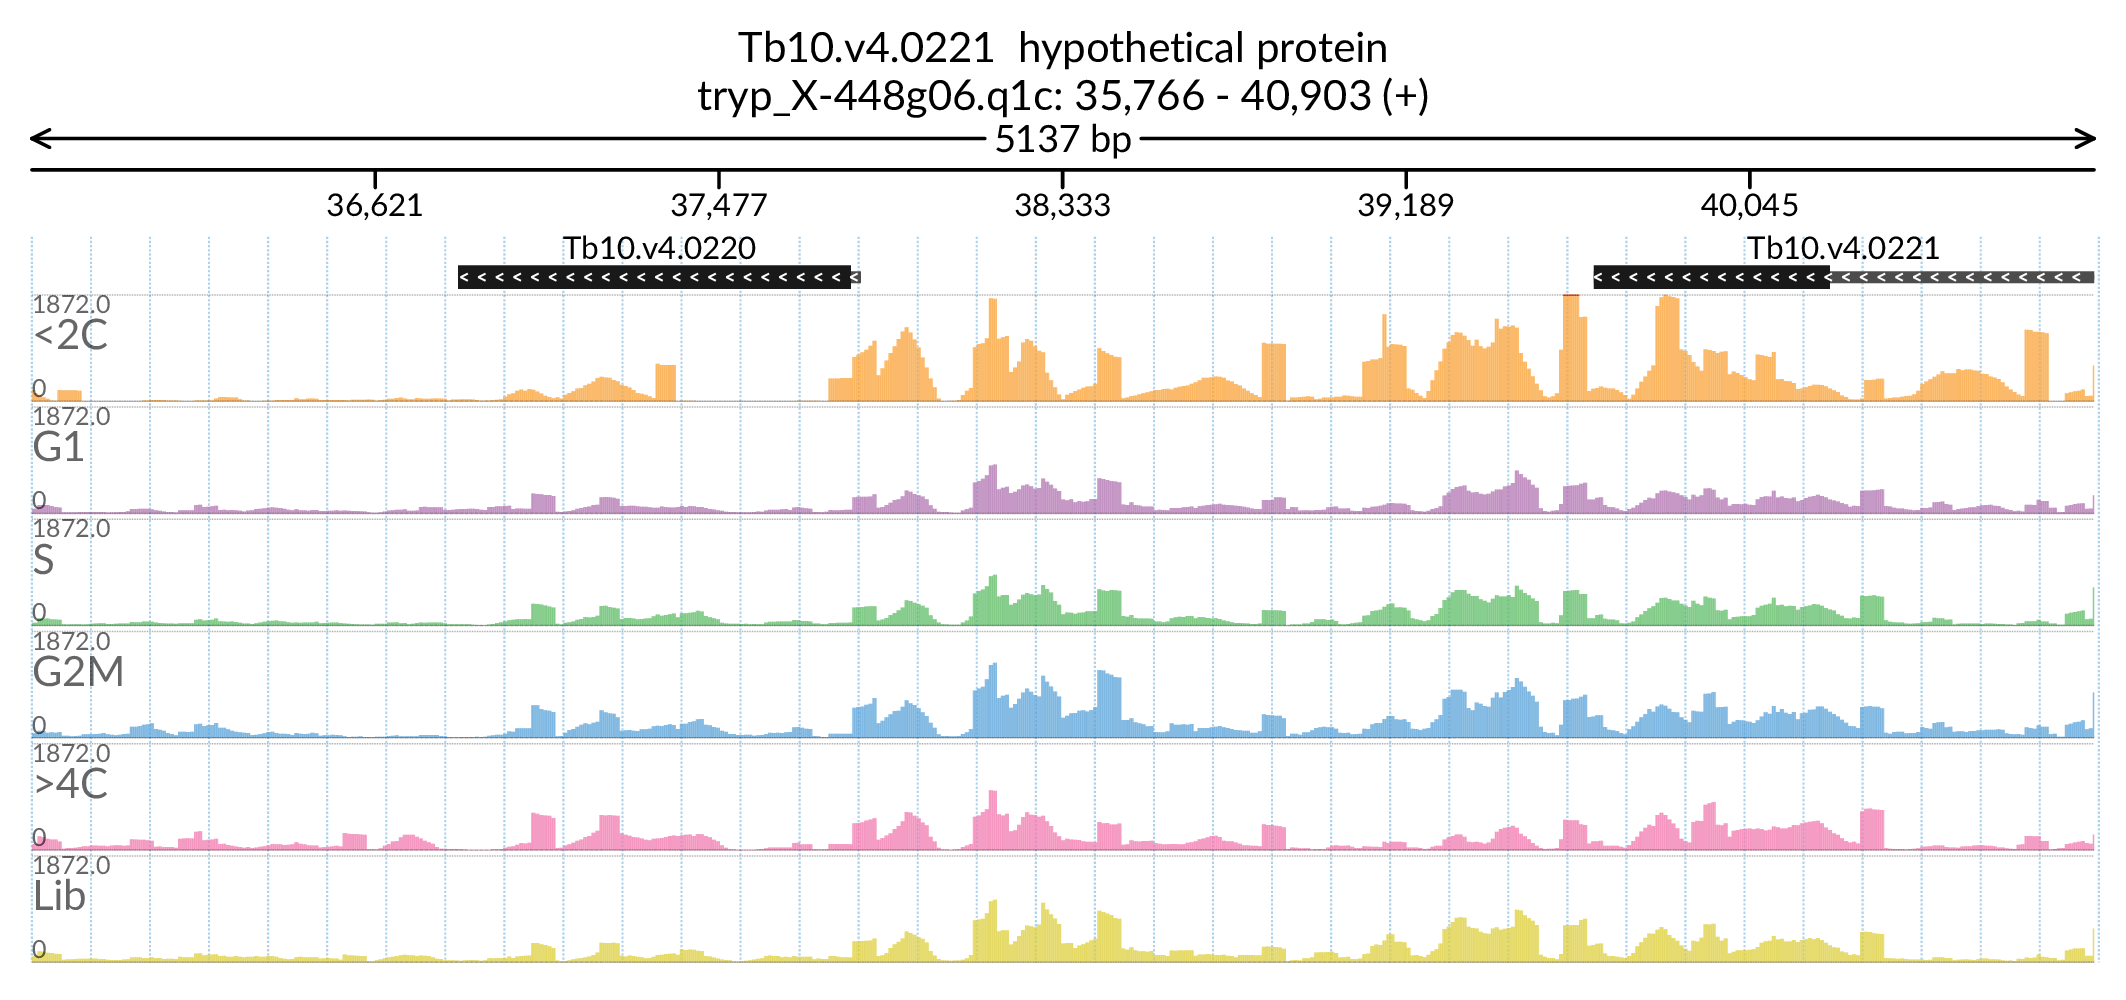 Tb10.v4.0221 hypothetical protein
tryp_X-448g06.q1c: 35,766 - 40,903 (+)
5137 bp
36,621 37,477 38,333 39,189 40,045
Tb10.v4.0220 Tb10.v4.0221
1872.0
<2C
0
1872.0
G1
0
1872.0
S
0
1872.0
G2M
0
1872.0
>4C
0
1872.0
Lib
0